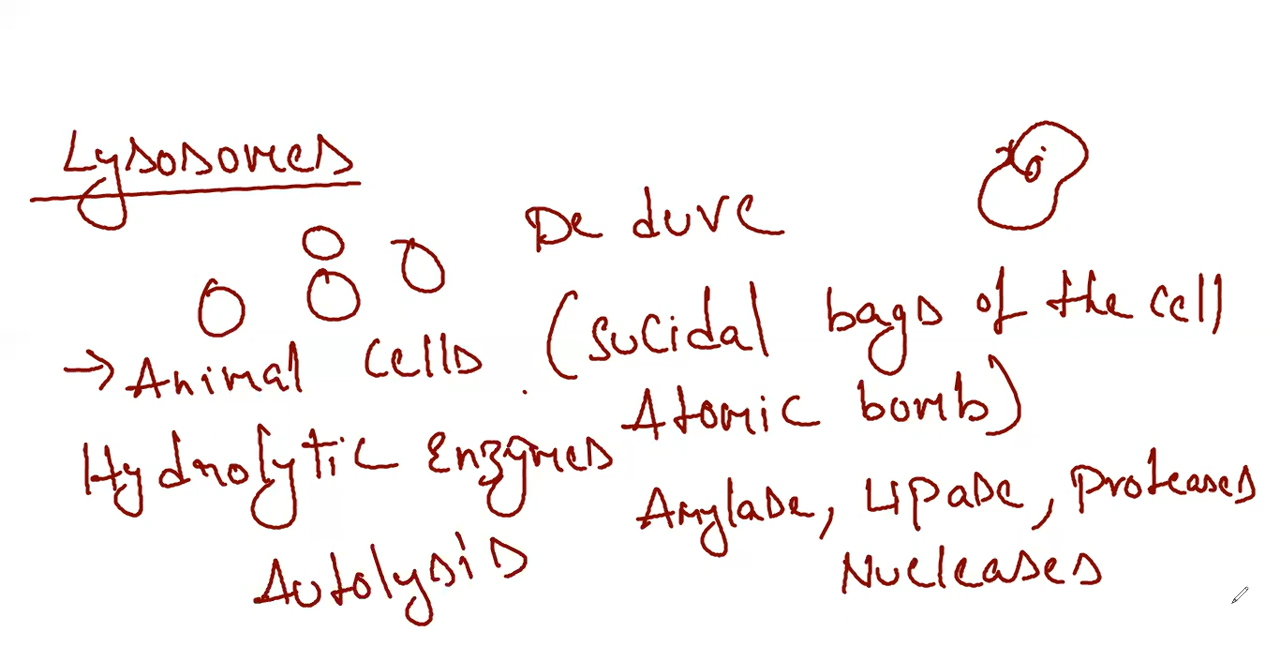 Lysosomes
De duve
→ Animal cells (sucidal bags of the cell
Atomic bomb)
Hydrolytic enzymes
Amylase, Lipase, Proteases
Nucleases
Autolysis